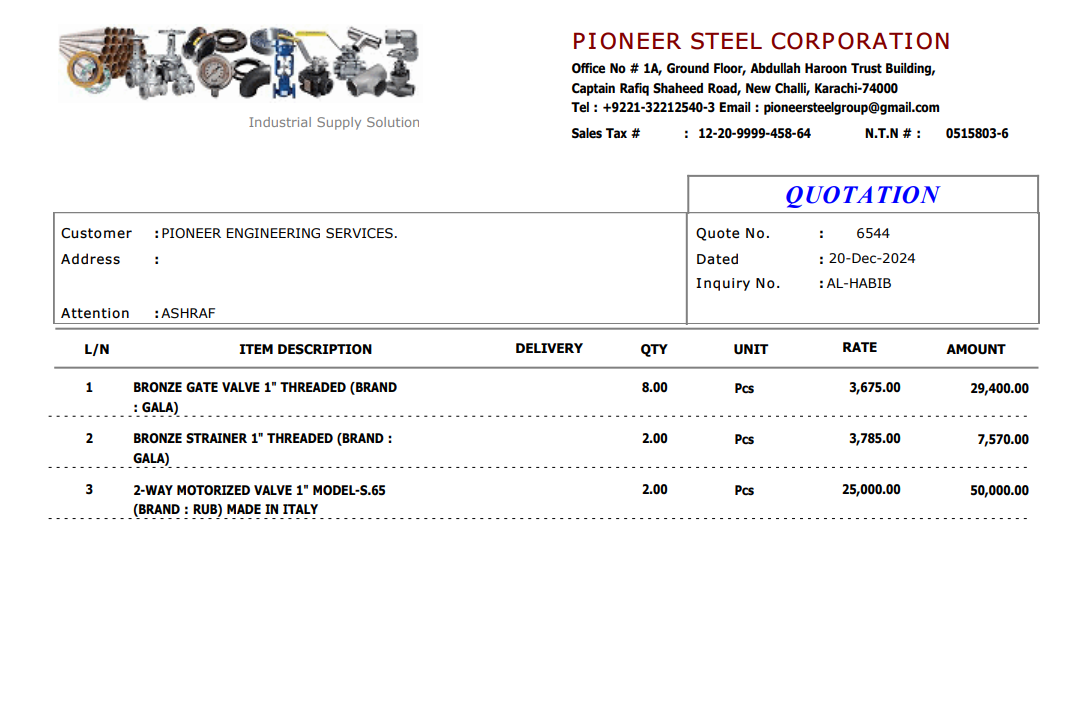 PIONEER STEEL CORPORATION
Office No # 1A, Ground Floor, Abdullah Haroon Trust Building,
Captain Rafiq Shaheed Road, New Challi, Karachi-74000
Tel : +9221-32212540-3 Email : pioneersteelgroup@gmail.com
Industrial Supply Solution
Sales Tax # : 12-20-9999-458-64 N.T.N # : 0515803-6
QUOTATION
Customer :PIONEER ENGINEERING SERVICES. Quote No. : 6544
Address : Dated : 20-Dec-2024
Inquiry No. : AL-HABIB
Attention :ASHRAF
L/N ITEM DESCRIPTION DELIVERY QTY UNIT RATE AMOUNT
1 BRONZE GATE VALVE 1" THREADED (BRAND 8.00 Pcs 3,675.00 29,400.00
: GALA)
2 BRONZE STRAINER 1" THREADED (BRAND : 2.00 Pcs 3,785.00 7,570.00
GALA)
3 2-WAY MOTORIZED VALVE 1" MODEL-S.65 2.00 Pcs 25,000.00 50,000.00
(BRAND : RUB) MADE IN ITALY